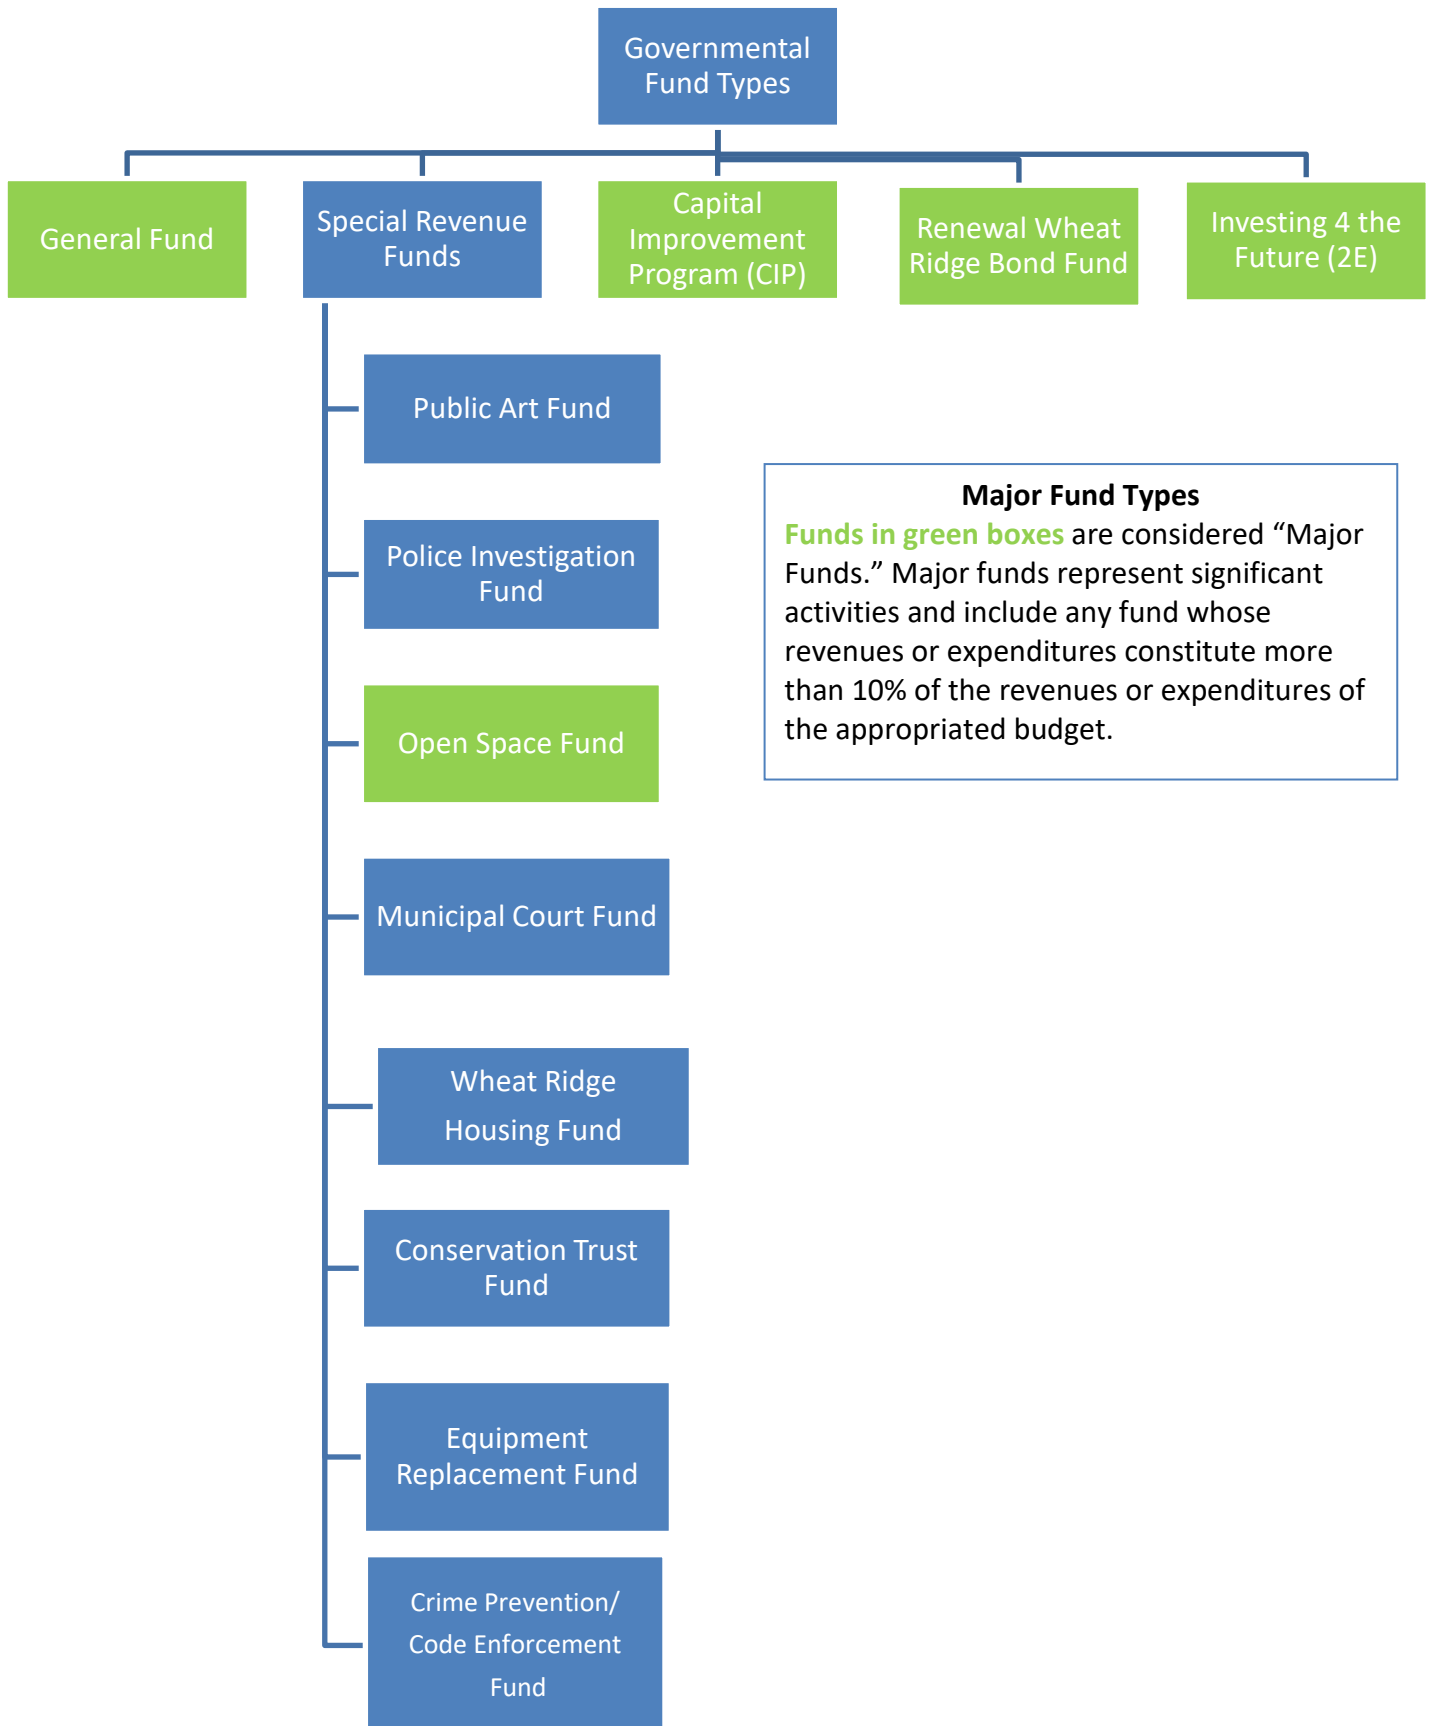 Governmental
Fund Types
General Fund
Special Revenue
Funds
Capital
Improvement
Program (CIP)
Renewal Wheat
Ridge Bond Fund
Investing 4 the
Future (2E)
Public Art Fund
Police Investigation
Fund
Open Space Fund
Municipal Court Fund
Wheat Ridge
Housing Fund
Conservation Trust
Fund
Equipment
Replacement Fund
Crime Prevention/
Code Enforcement
Fund
Major Fund Types
Funds in green boxes are considered “Major
Funds.” Major funds represent significant
activities and include any fund whose
revenues or expenditures constitute more
than 10% of the revenues or expenditures of
the appropriated budget.